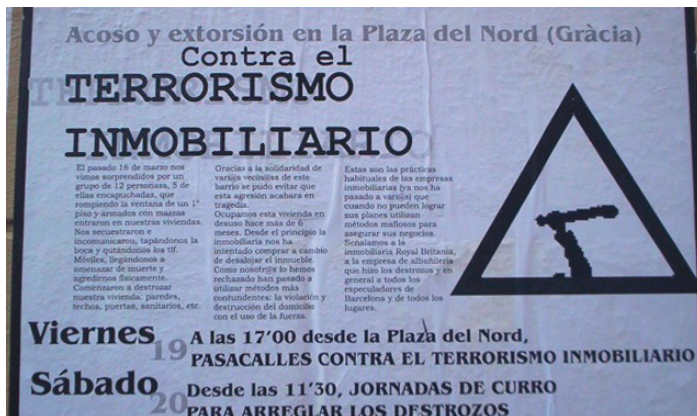 Acoso y extorsión en la Plaza del Nord (Gràcia)
Contra el
TERRORISMO
INMOBILIARIO
El pasado 16 de marzo nos
vimos sorprendidos por un
grupo de 12 personass, 5 de
ellas encapuchadas, que
rompiendo la ventana de un 1º
piso y armados con mazzas
entraron en nuestras viviendas.
Nos secuestraron e
incomunicaron, tapándonos la
boca y qutándonos los tlf.
Móviles, llegándonos a
amenazar de muerte y
agredirnos físicamente.
Comenzaron a destrozar
nuestra vivienda: paredes,
techos, puertas, sanitarios, etc.
Gracias a la solidaridad de
vari@s vecin@s de este
barrio se pudo evitar que
esta agresión acabara en
tragedia.
Ocupamos esta vivienda en
desuso hace más de 6
meses. Desde el principio la
inmobiliaria nos ha
intentado comprar a cambio
de desalojar el inmueble.
Como nosotr@s lo hemos
rechazado han pasado a
utilizar métodos más
contundentes: la violación y
destrucción del domicilio
con el uso de la fuerza.
Estas son las prácticas
habituales de las empresas
inmobiliarias (ya nos ha
pasado a vari@s) que
cuando no pueden lograr
sus planes utilizan
métodos mafiosos para
asegurar sus negocios.
Señalamos a la
inmobiliaria Royal Britania,
a la empresa de albañilería
que hizo los destrozos y en
general a todos los
especuladores de
Barcelona y de todos los
lugares.
Viernes 19 A las 17'00 desde la Plaza del Nord,
PASACALLES CONTRA EL TERRORISMO INMOBILIARIO
Sábado 20 Desde las 11'30, JORNADAS DE CURRO
PARA ARREGLAR LOS DESTROZOS